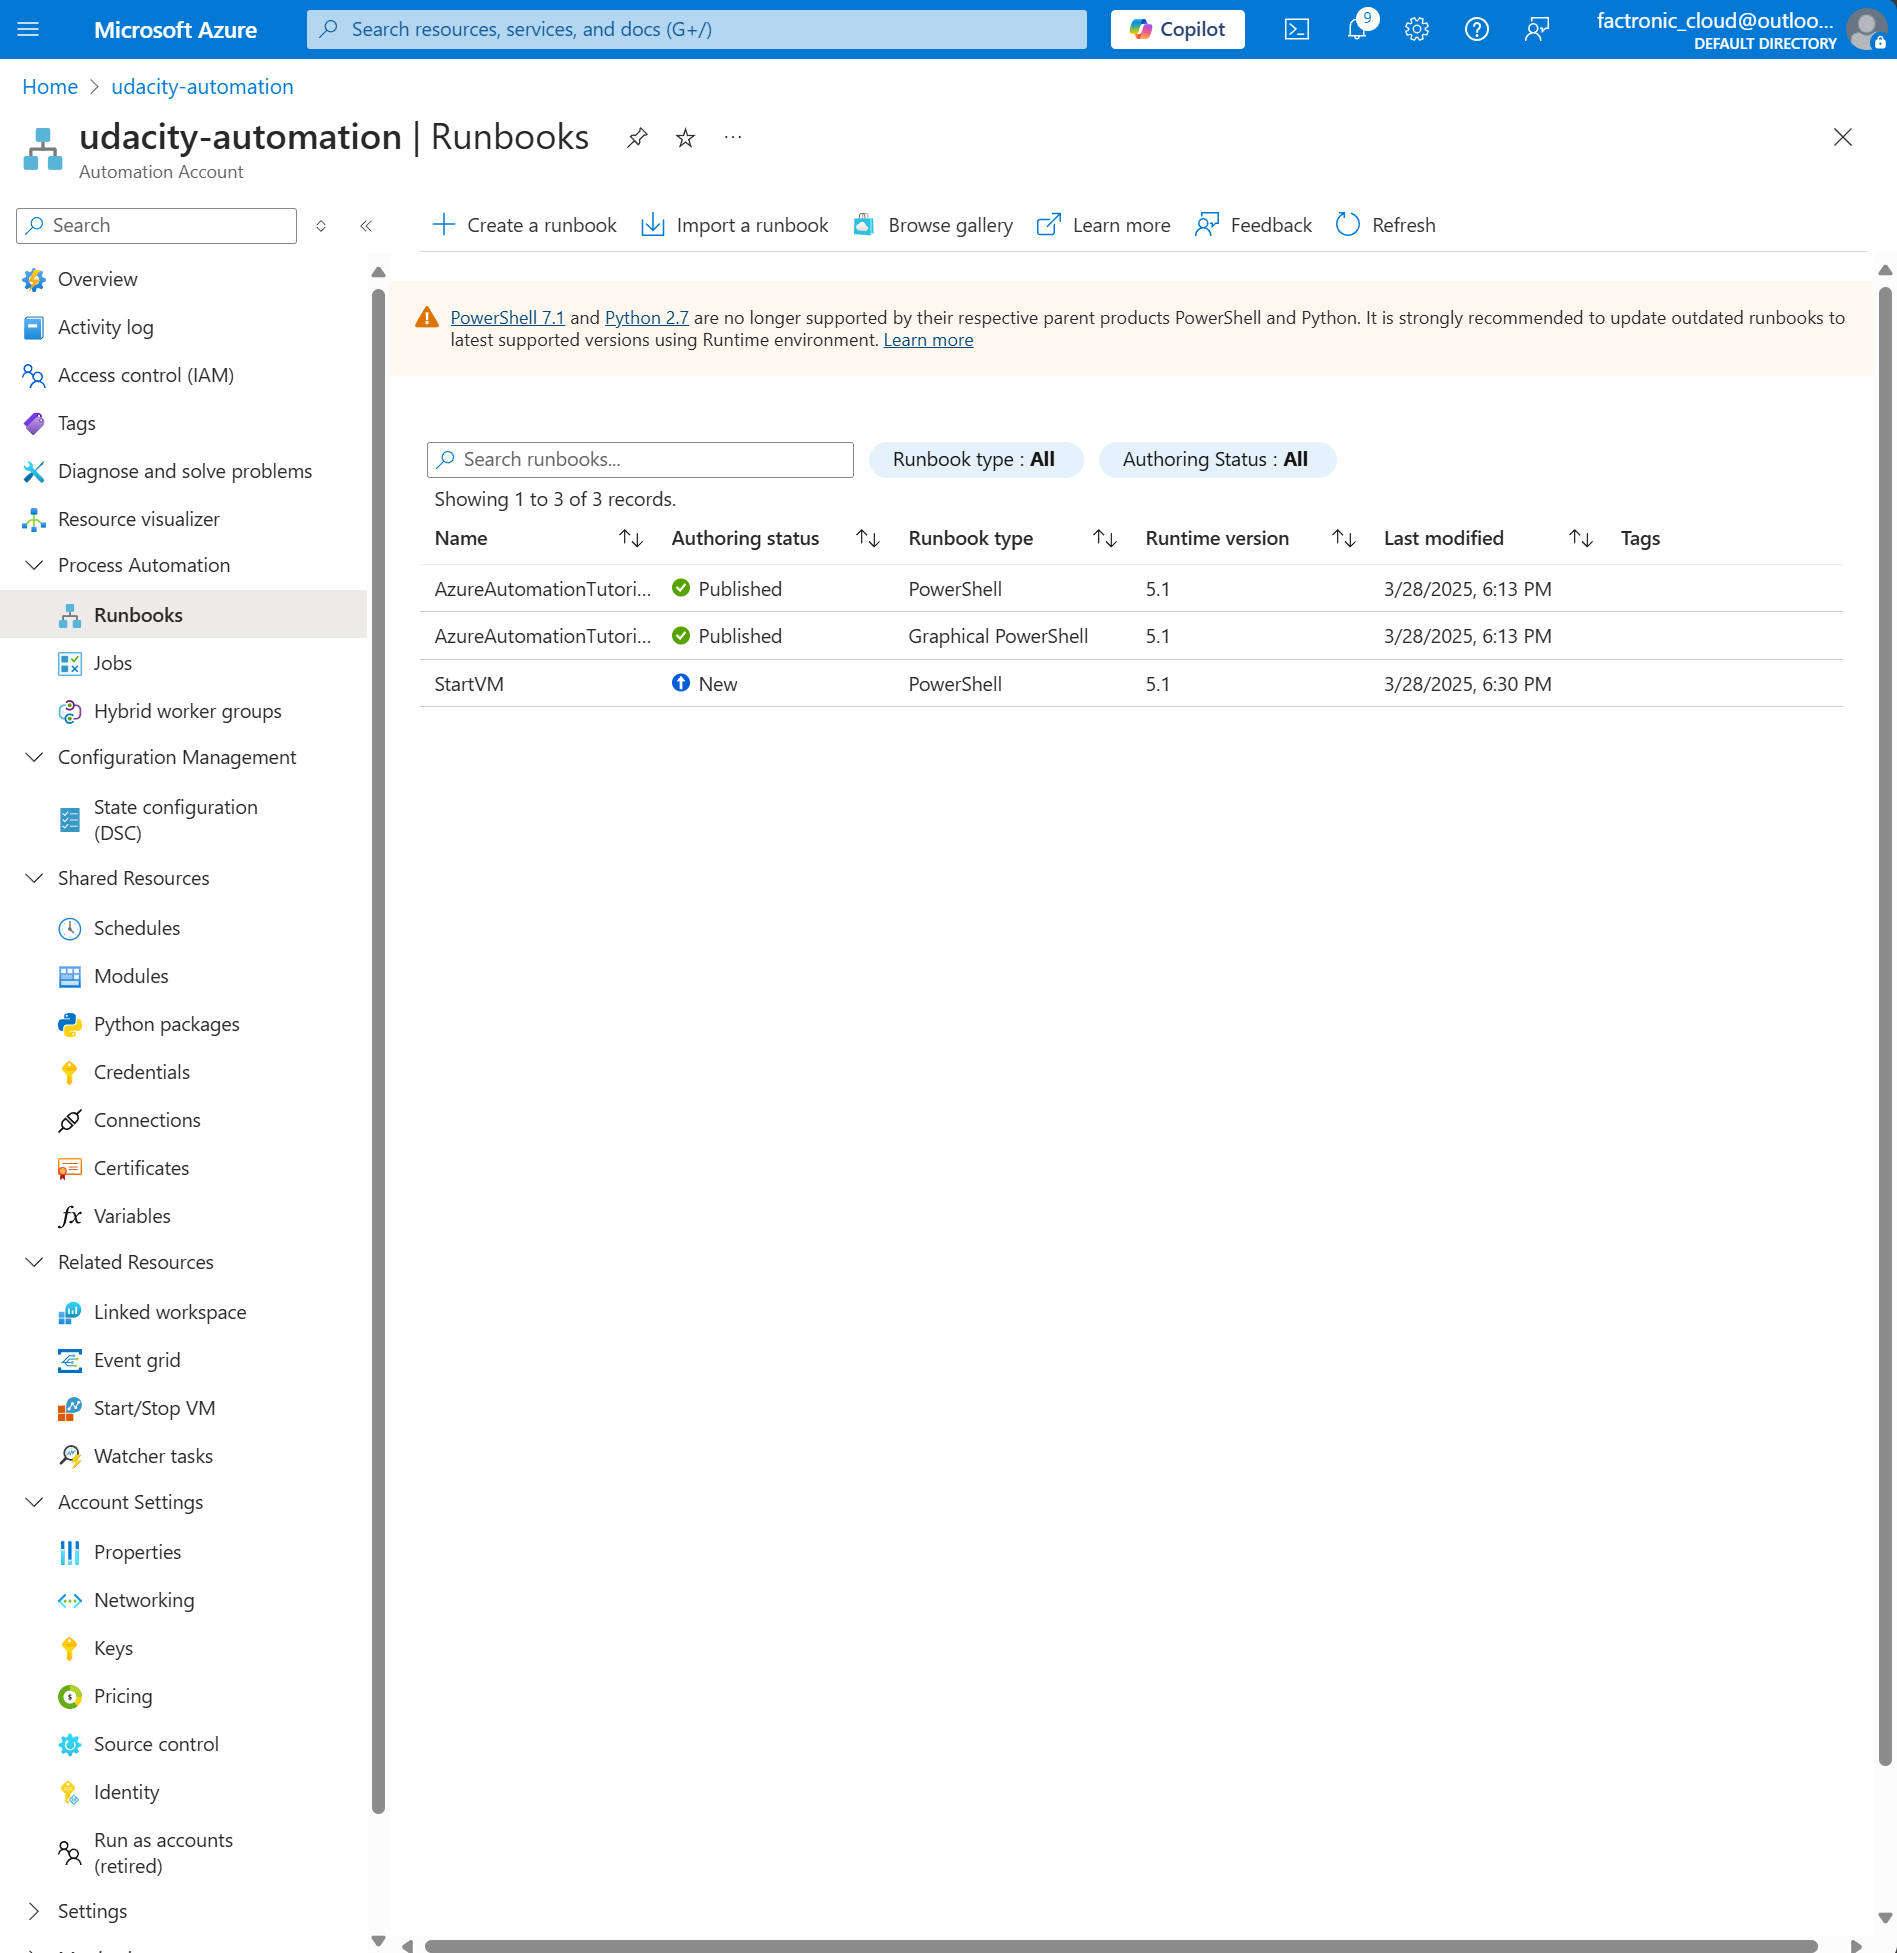 Microsoft Azure
Search resources, services, and docs (G+/)
Copilot
9
factronic_cloud@outloo...
DEFAULT DIRECTORY
Home > udacity-automation
udacity-automation | Runbooks
Automation Account
Search
Create a runbook
Import a runbook
Browse gallery
Learn more
Feedback
Refresh
Overview
Activity log
Access control (IAM)
Tags
Diagnose and solve problems
Resource visualizer
Process Automation
Runbooks
Jobs
Hybrid worker groups
Configuration Management
State configuration
(DSC)
Shared Resources
Schedules
Modules
Python packages
Credentials
Connections
Certificates
Variables
Related Resources
Linked workspace
Event grid
Start/Stop VM
Watcher tasks
Account Settings
Properties
Networking
Keys
Pricing
Source control
Identity
Run as accounts
(retired)
Settings
PowerShell 7.1 and Python 2.7 are no longer supported by their respective parent products PowerShell and Python. It is strongly recommended to update outdated runbooks to
latest supported versions using Runtime environment. Learn more
Search runbooks...
Runbook type : All
Authoring Status : All
Showing 1 to 3 of 3 records.
Name Authoring status Runbook type Runtime version Last modified Tags
AzureAutomationTutori... Published PowerShell 5.1 3/28/2025, 6:13 PM
AzureAutomationTutori... Published Graphical PowerShell 5.1 3/28/2025, 6:13 PM
StartVM New PowerShell 5.1 3/28/2025, 6:30 PM